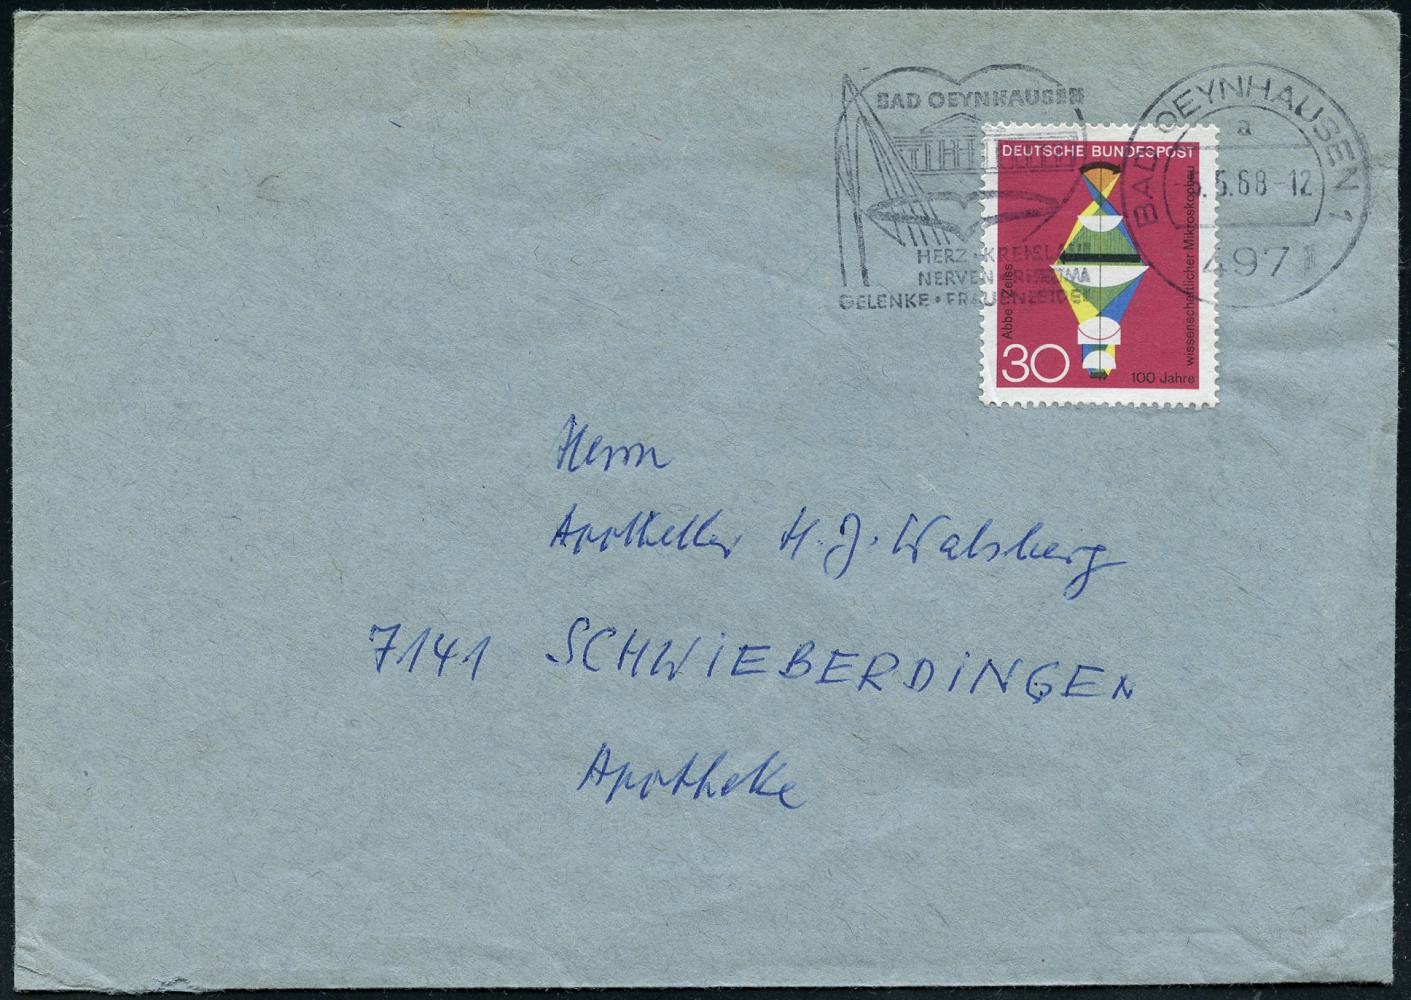 BAD OEYNHAUSEN
HERZ · KREISLAUF
NERVEN · RHEUMA
GELENKE · FRAUENLEIDEN
BAD OEYNHAUSEN 1
a
.5.68-12
497
DEUTSCHE BUNDESPOST
Abbe/Zeiss
wissenschaftlicher Mikroskopbau
30
100 Jahre
Herrn
Apotheker H. J. Walsberg
7141 SCHWIEBERDINGEN
Apotheke